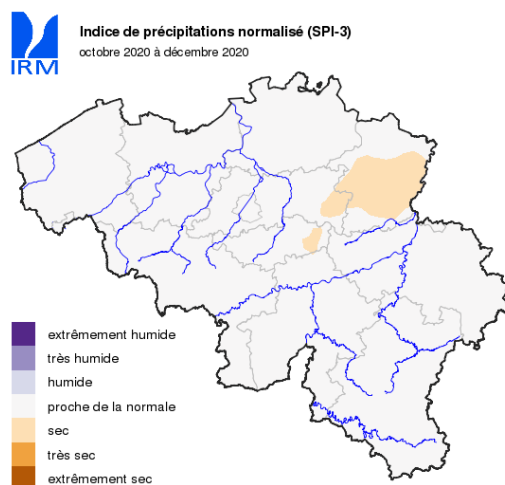 Indice de précipitations normalisé (SPI-3)
octobre 2020 à décembre 2020
IRM
extrêmement humide
très humide
humide
proche de la normale
sec
très sec
extrêmement sec